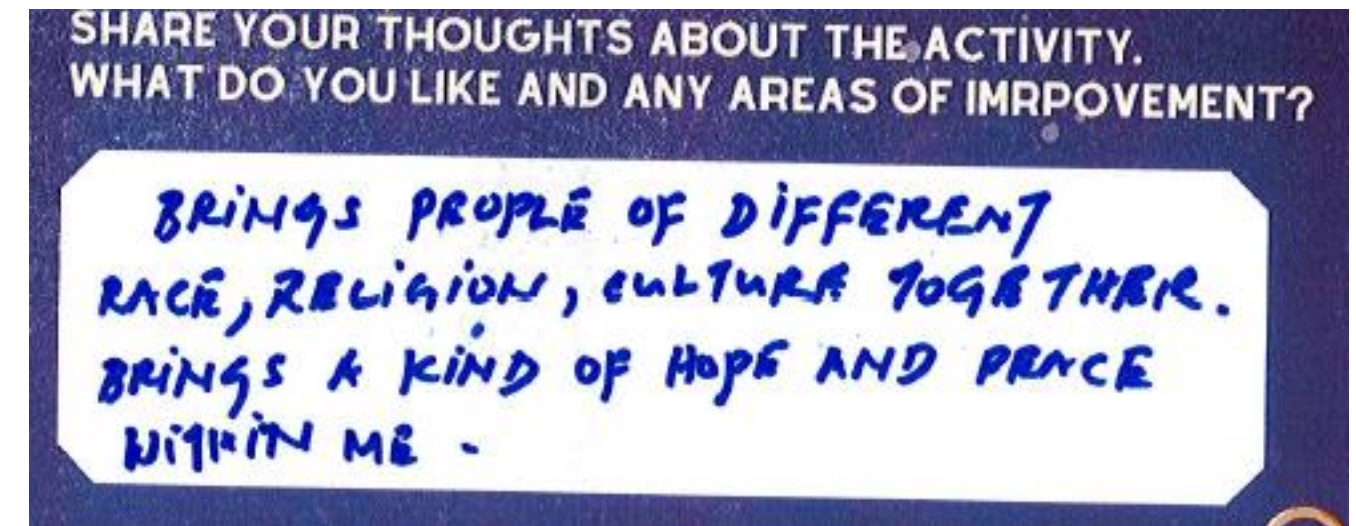 SHARE YOUR THOUGHTS ABOUT THE ACTIVITY.
WHAT DO YOU LIKE AND ANY AREAS OF IMRPOVEMENT?
BRINGS PEOPLE OF DIFFERENT
RACE, RELIGION, CULTURE TOGETHER.
BRINGS A KIND OF HOPE AND PEACE
WITHIN ME -